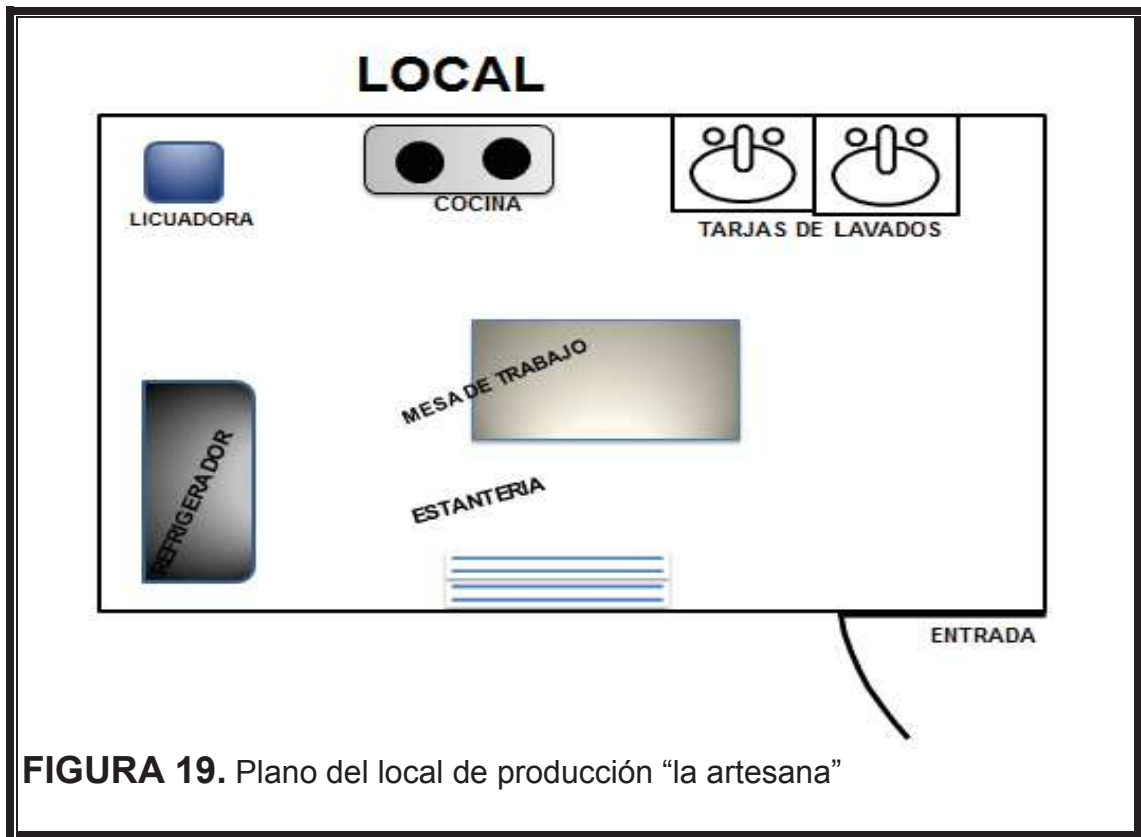 LOCAL
LICUADORA
COCINA
TARJAS DE LAVADOS
MESA DE TRABAJO
REFRIGERADOR
ESTANTERIA
ENTRADA
FIGURA 19. Plano del local de producción “la artesana”